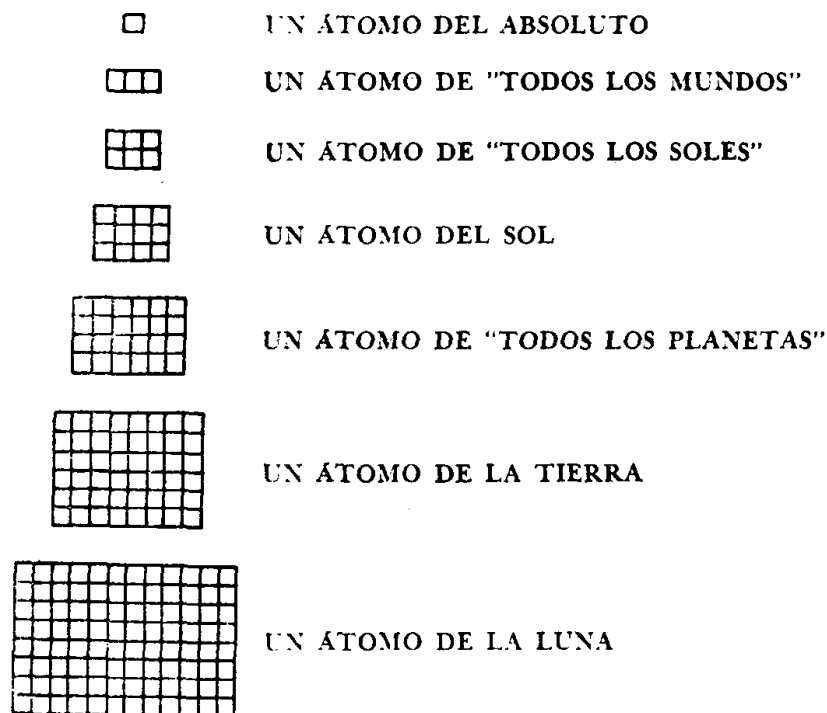 UN ÁTOMO DEL ABSOLUTO
UN ÁTOMO DE "TODOS LOS MUNDOS"
UN ÁTOMO DE "TODOS LOS SOLES"
UN ÁTOMO DEL SOL
UN ÁTOMO DE "TODOS LOS PLANETAS"
UN ÁTOMO DE LA TIERRA
UN ÁTOMO DE LA LUNA